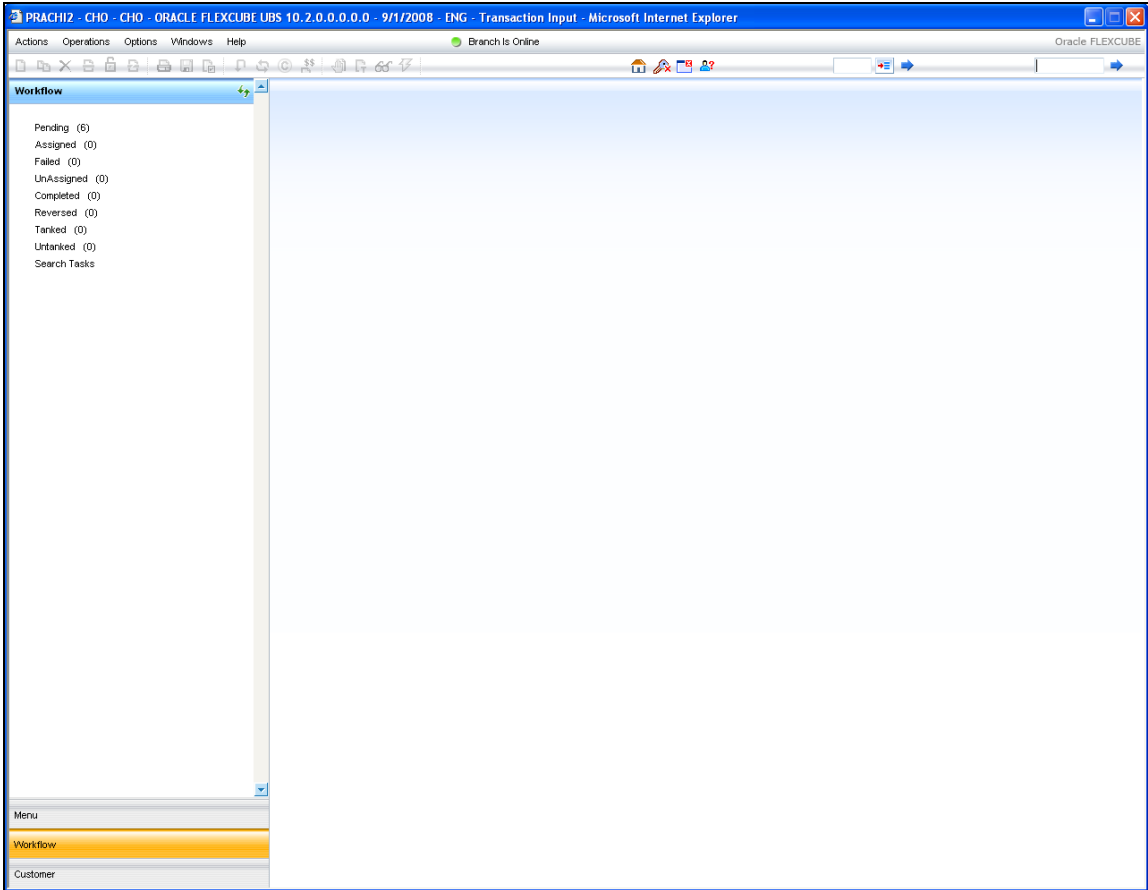 PRACHI2 - CHO - CHO - ORACLE FLEXCUBE UBS 10.2.0.0.0.0.0 - 9/1/2008 - ENG - Transaction Input - Microsoft Internet Explorer
Actions Operations Options Windows Help Branch Is Online Oracle FLEXCUBE
Workflow
Pending (6)
Assigned (0)
Failed (0)
UnAssigned (0)
Completed (0)
Reversed (0)
Tanked (0)
Untanked (0)
Search Tasks
Menu
Workflow
Customer